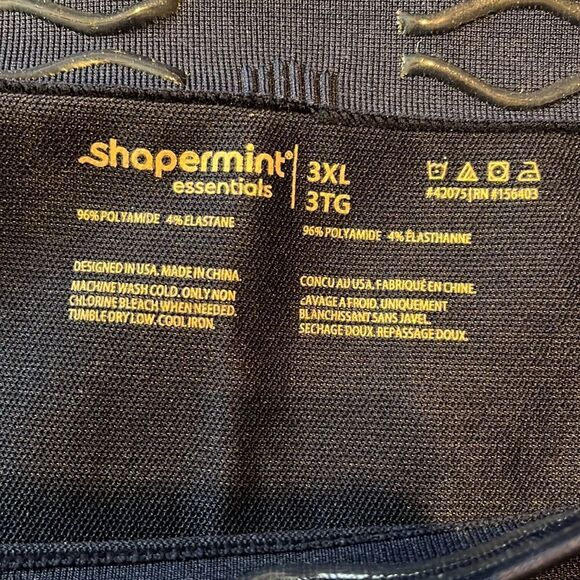 shapermint®
essentials
3XL
3TG
#42075|RN #156403
96% POLYAMIDE 4% ELASTANE
96% POLYAMIDE 4% ÉLASTHANNE
DESIGNED IN USA. MADE IN CHINA.
MACHINE WASH COLD. ONLY NON
CHLORINE BLEACH WHEN NEEDED.
TUMBLE DRY LOW. COOL IRON.
CONCU AU USA. FABRIQUÉ EN CHINE.
LAVAGE A FROID. UNIQUEMENT
BLANCHISSANT SANS JAVEL.
SECHAGE DOUX. REPASSAGE DOUX.